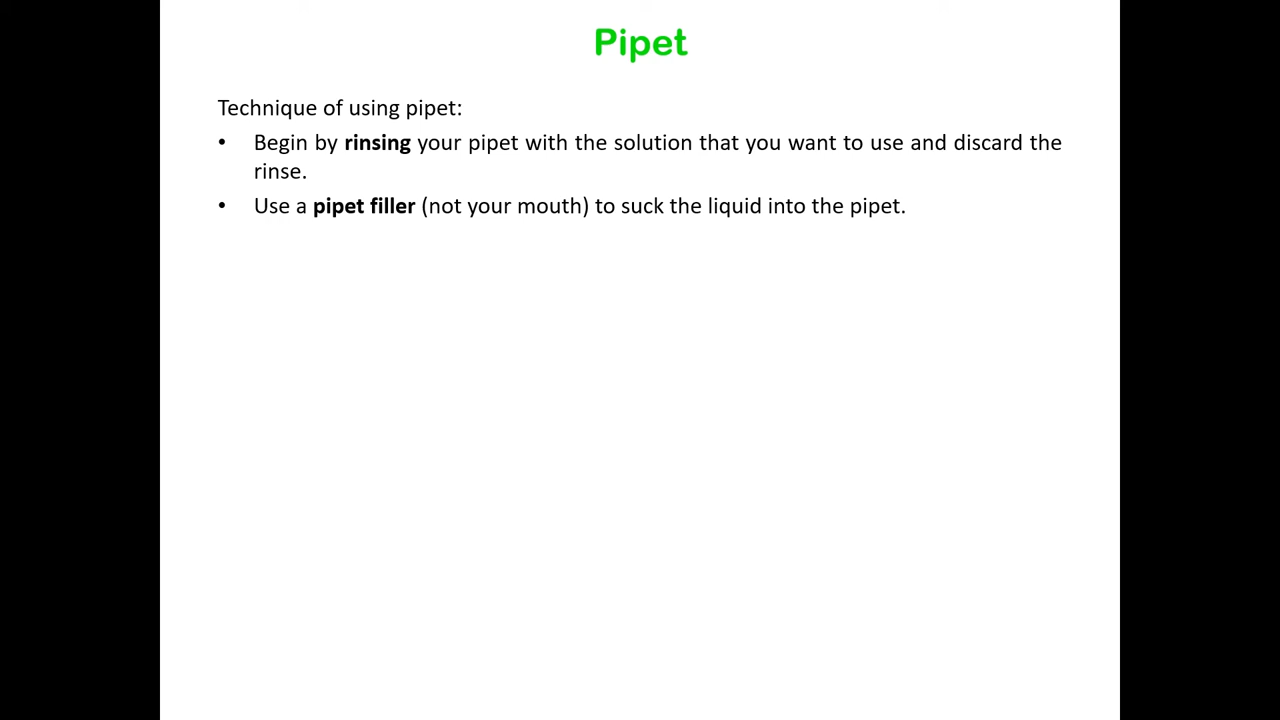 Pipet
Technique of using pipet:
• Begin by rinsing your pipet with the solution that you want to use and discard the
rinse.
• Use a pipet filler (not your mouth) to suck the liquid into the pipet.